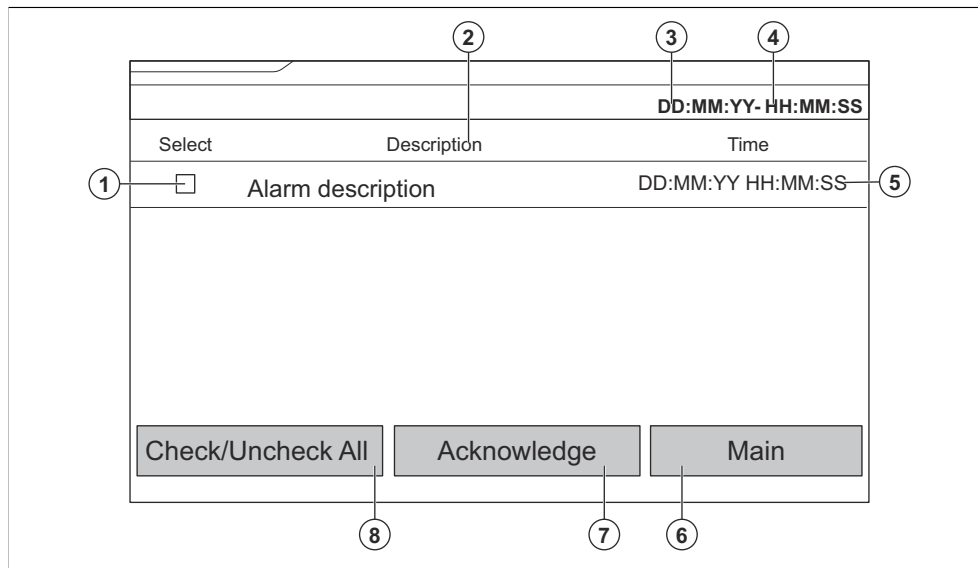 2 3 4
DD:MM:YY- HH:MM:SS
Select Description Time
1 Alarm description DD:MM:YY HH:MM:SS 5
Check/Uncheck All Acknowledge Main
8 7 6